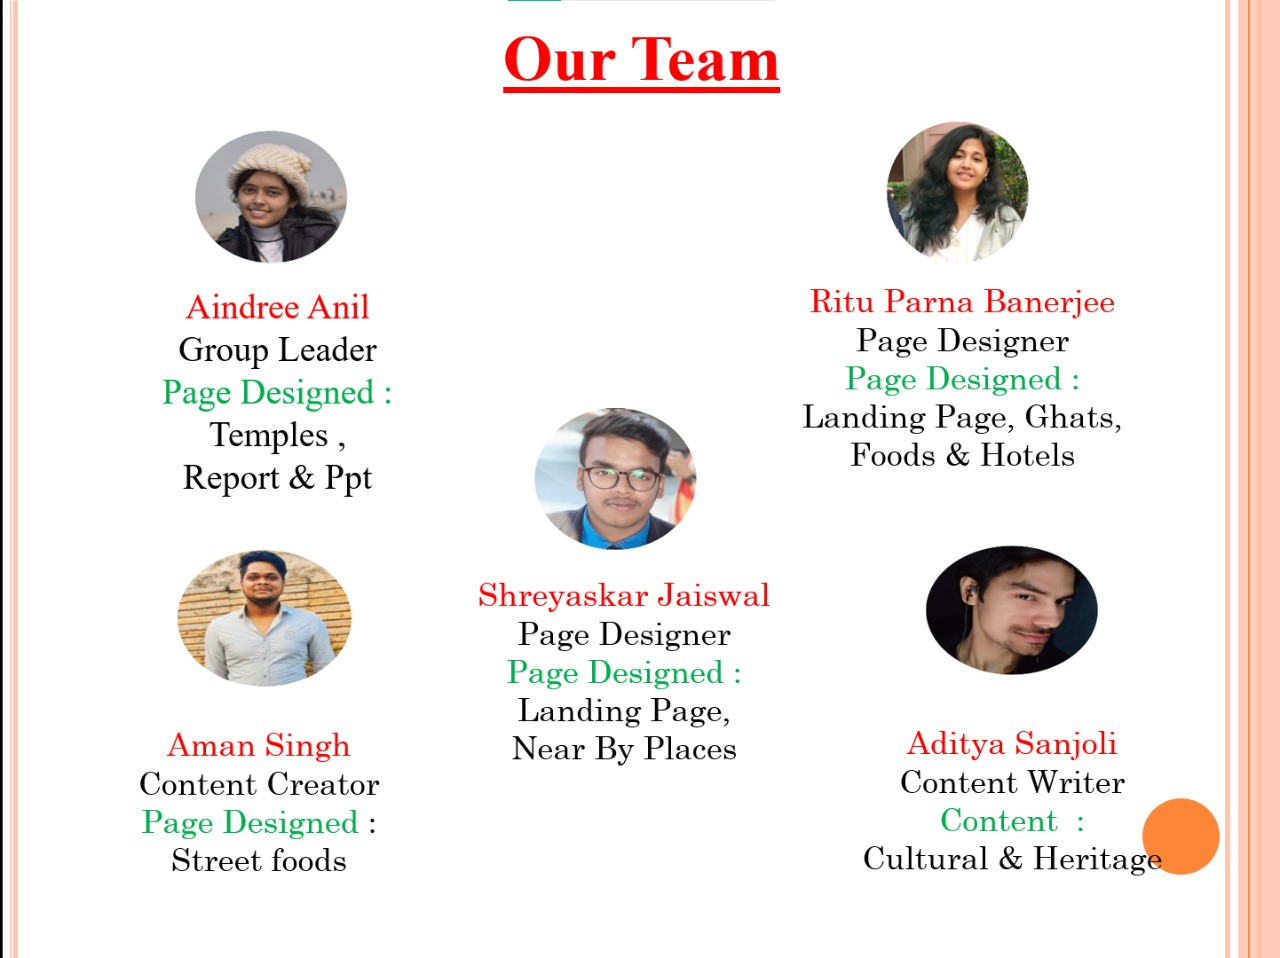 Our Team
Aindree Anil
Group Leader
Page Designed :
Temples ,
Report & Ppt
Ritu Parna Banerjee
Page Designer
Page Designed :
Landing Page, Ghats,
Foods & Hotels
Shreyaskar Jaiswal
Page Designer
Page Designed :
Landing Page,
Near By Places
Aman Singh
Content Creator
Page Designed :
Street foods
Aditya Sanjoli
Content Writer
Content  :
Cultural & Heritage